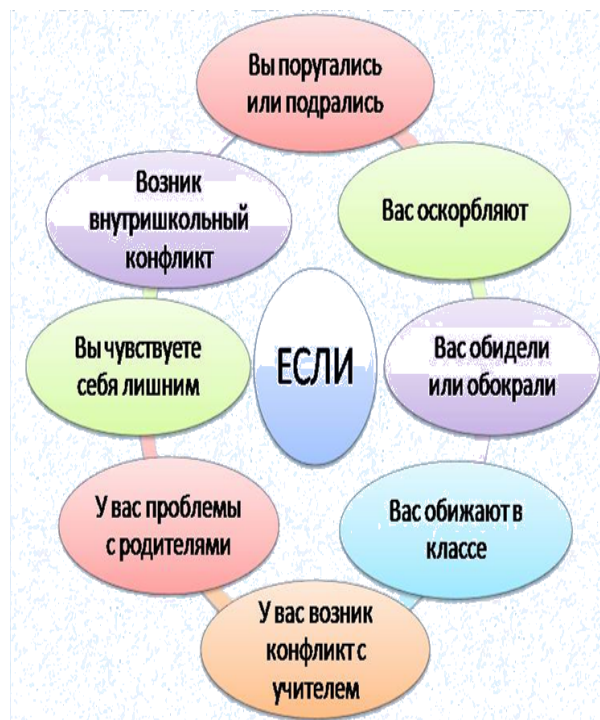 Вы поругались
или подрались
Вас оскорбляют
Вас обидели
или обокрали
Вас обижают в
классе
У вас возник
конфликт с
учителем
У вас проблемы
с родителями
Вы чувствуете
себя лишним
Возник
внутришкольный
конфликт
ЕСЛИ